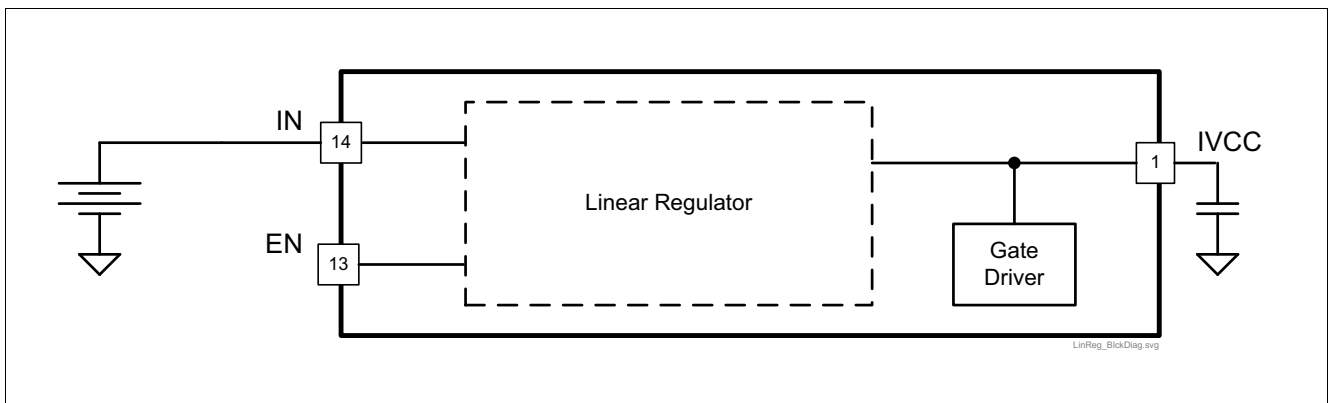 IN
14
EN
13
Linear Regulator
Gate
Driver
1
IVCC
LinReg_BlckDiag.svg